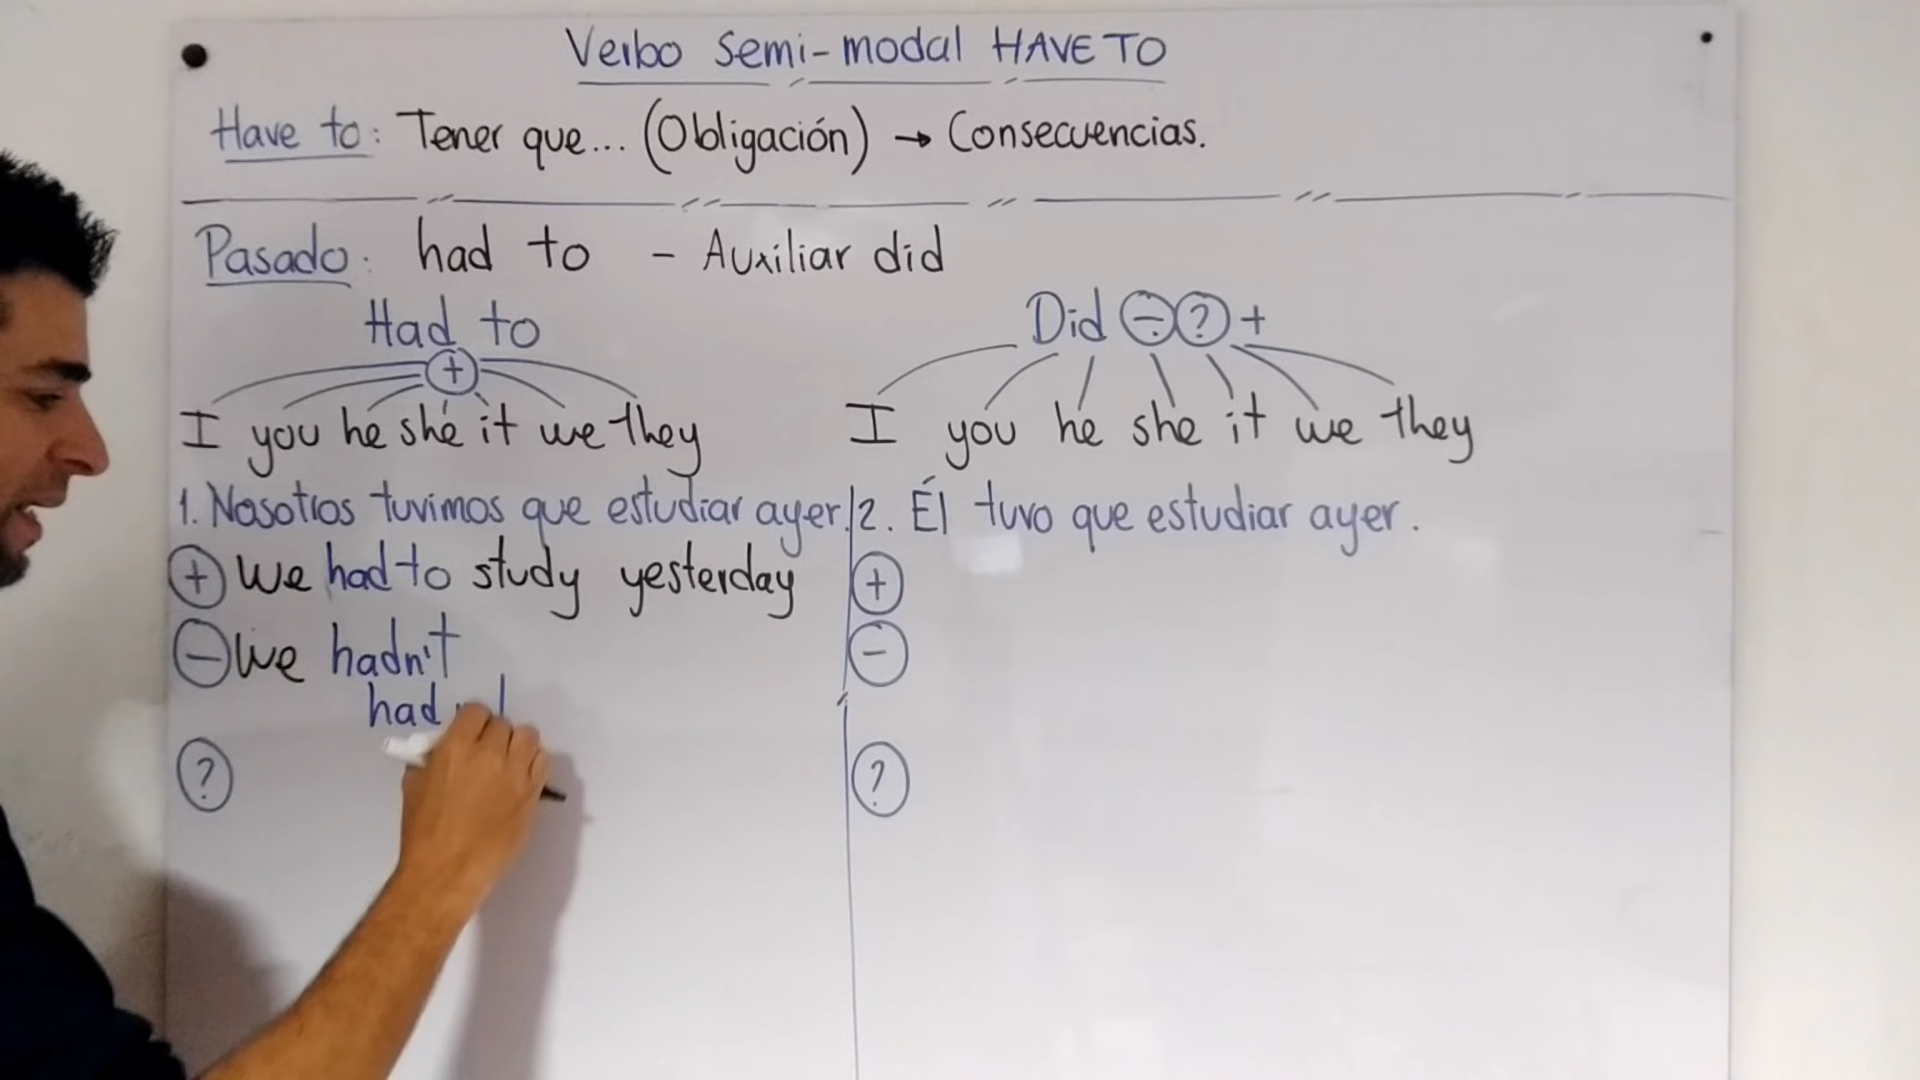 Verbo semi-modal HAVE TO
Have to: Tener que... (Obligación) → Consecuencias.
Pasado: had to - Auxiliar did
Had to
+
I you he she it we they
1. Nosotros tuvimos que estudiar ayer.
+ We had to study yesterday
- We hadn't
had
?
Did - ? +
I you he she it we they
2. Él tuvo que estudiar ayer.
+
-
?